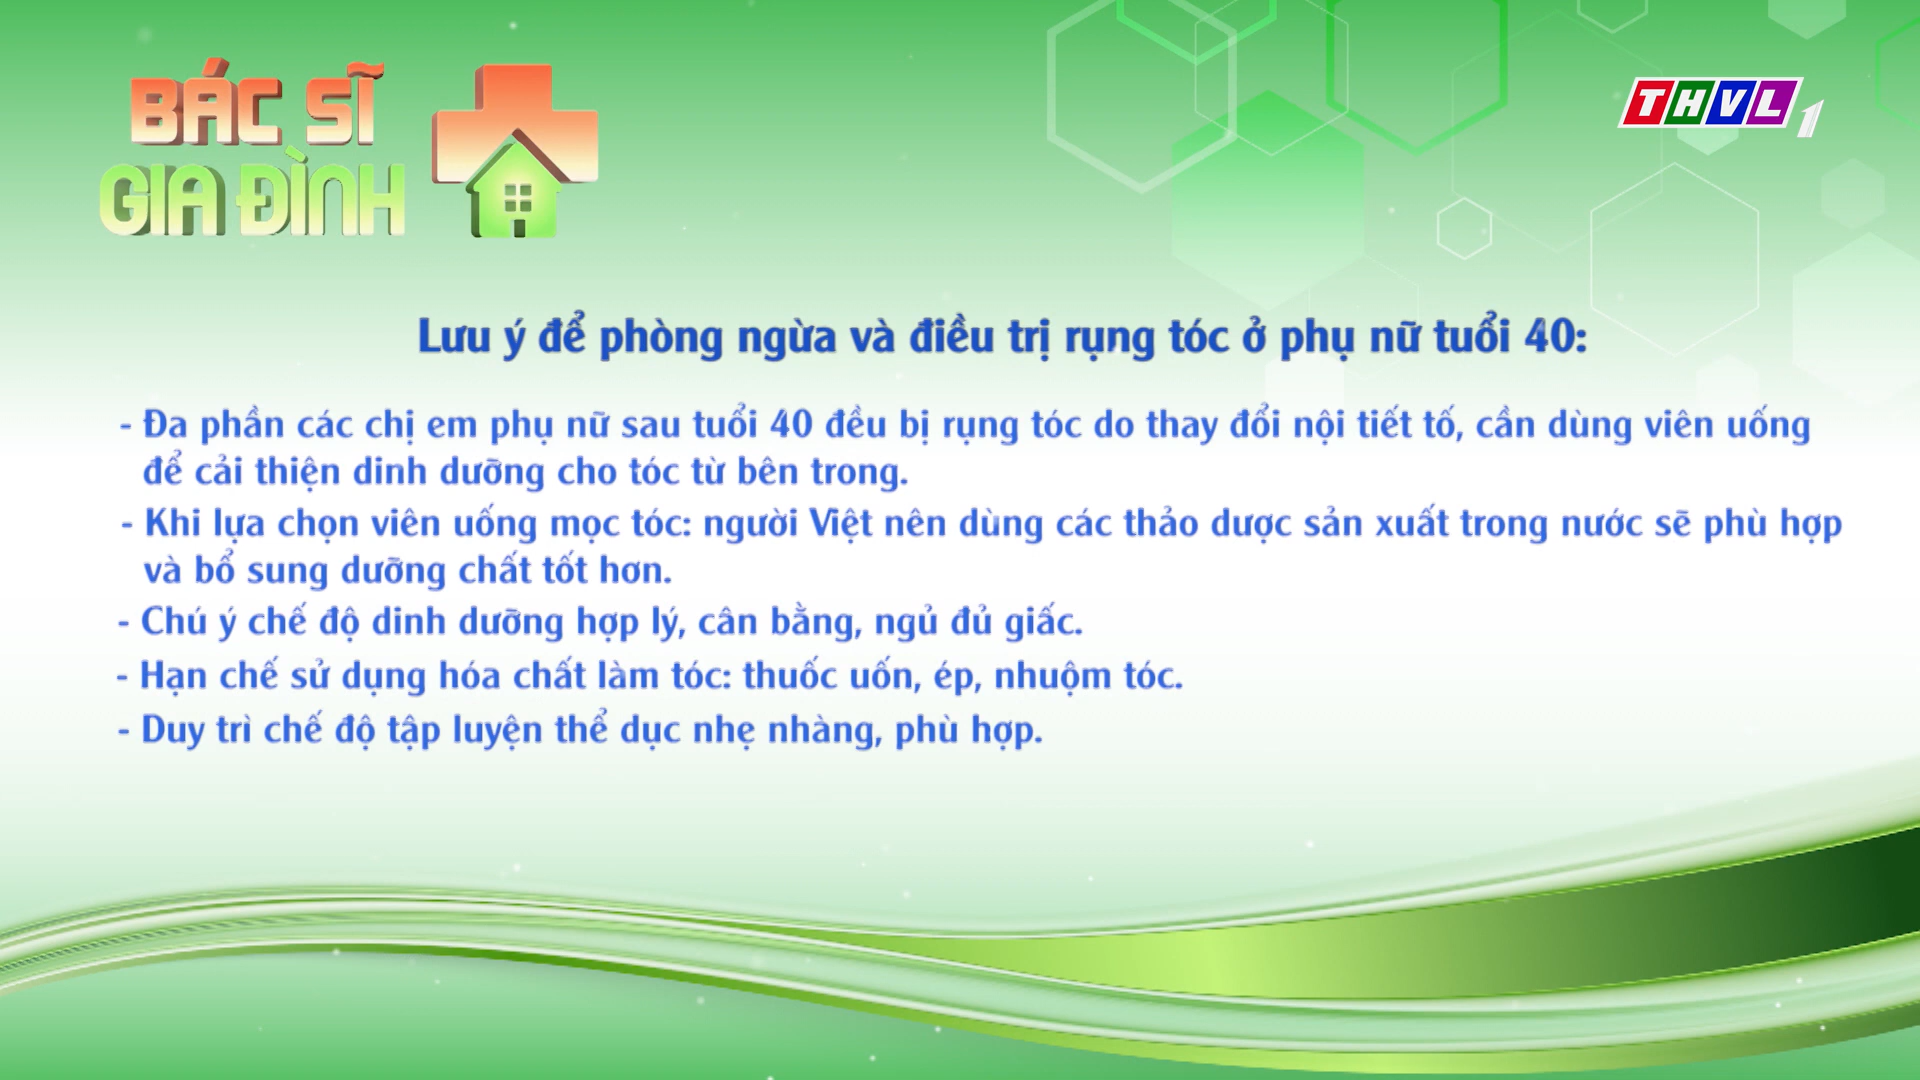 BÁC SĨ
GIA ĐÌNH
THVL 1
Lưu ý để phòng ngừa và điều trị rụng tóc ở phụ nữ tuổi 40:
- Đa phần các chị em phụ nữ sau tuổi 40 đều bị rụng tóc do thay đổi nội tiết tố, cần dùng viên uống
để cải thiện dinh dưỡng cho tóc từ bên trong.
- Khi lựa chọn viên uống mọc tóc: người Việt nên dùng các thảo dược sản xuất trong nước sẽ phù hợp
và bổ sung dưỡng chất tốt hơn.
- Chú ý chế độ dinh dưỡng hợp lý, cân bằng, ngủ đủ giấc.
- Hạn chế sử dụng hóa chất làm tóc: thuốc uốn, ép, nhuộm tóc.
- Duy trì chế độ tập luyện thể dục nhẹ nhàng, phù hợp.